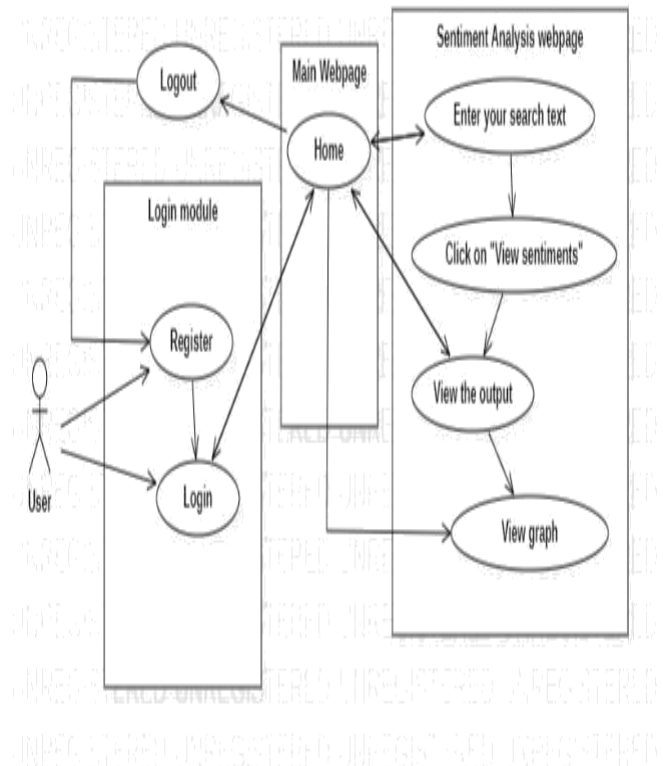 Sentiment Analysis webpage
Main Webpage
Logout
Enter your search text
Home
Login module
Click on "View sentiments"
Register
View the output
User
Login
View graph